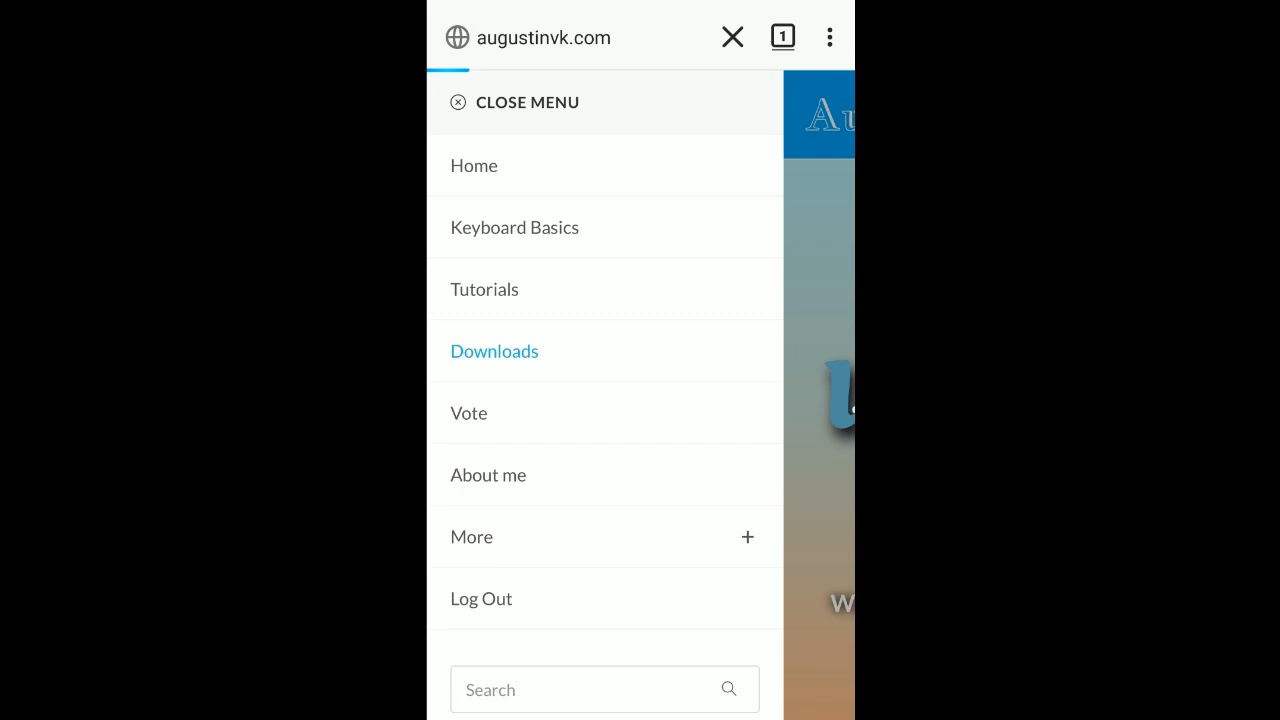 augustinvk.com
1
CLOSE MENU
Home
Keyboard Basics
Tutorials
Downloads
Vote
About me
More +
Log Out
Search